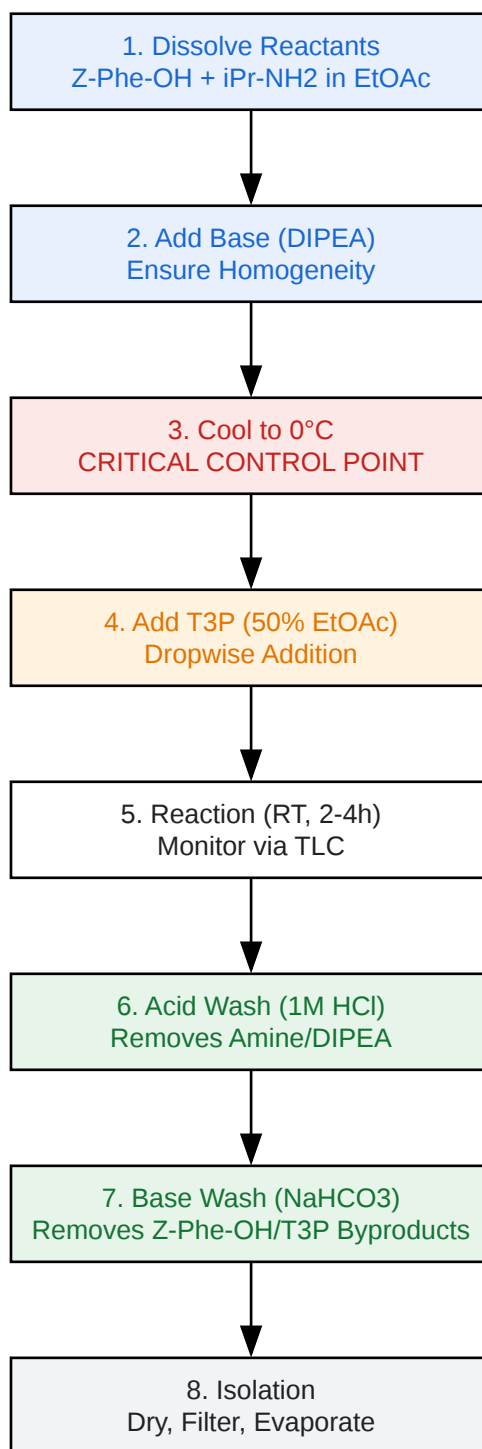 1. Dissolve Reactants
Z-Phe-OH + iPr-NH2 in EtOAc
2. Add Base (DIPEA)
Ensure Homogeneity
3. Cool to 0°C
CRITICAL CONTROL POINT
4. Add T3P (50% EtOAc)
Dropwise Addition
5. Reaction (RT, 2-4h)
Monitor via TLC
6. Acid Wash (1M HCl)
Removes Amine/DIPEA
7. Base Wash (NaHCO3)
Removes Z-Phe-OH/T3P Byproducts
8. Isolation
Dry, Filter, Evaporate